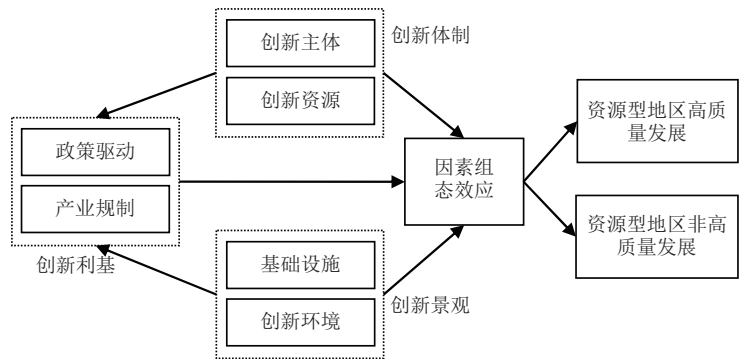 创新主体
创新体制
创新资源
政策驱动
产业规制
创新利基
基础设施
创新环境
创新景观
因素组
态效应
资源型地区高质
量发展
资源型地区非高
质量发展